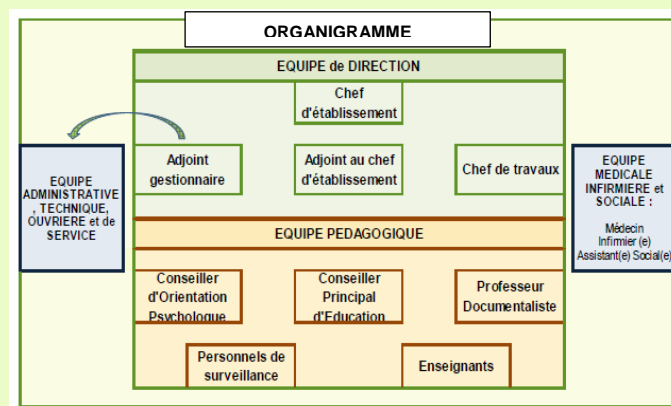 ORGANIGRAMME
EQUIPE de DIRECTION
Chef
d'établissement
Adjoint
gestionnaire
Adjoint au chef
d'établissement
Chef de travaux
EQUIPE
ADMINISTRATIVE
, TECHNIQUE,
OUVRIERE et de
SERVICE
EQUIPE
MEDICALE
INFIRMIERE et
SOCIALE :
Médecin
Infirmier (e)
Assistant(e) Social(e)
EQUIPE PEDAGOGIQUE
Conseiller
d'Orientation
Psychologue
Conseiller
Principal
d'Education
Professeur
Documentaliste
Personnels de
surveillance
Enseignants